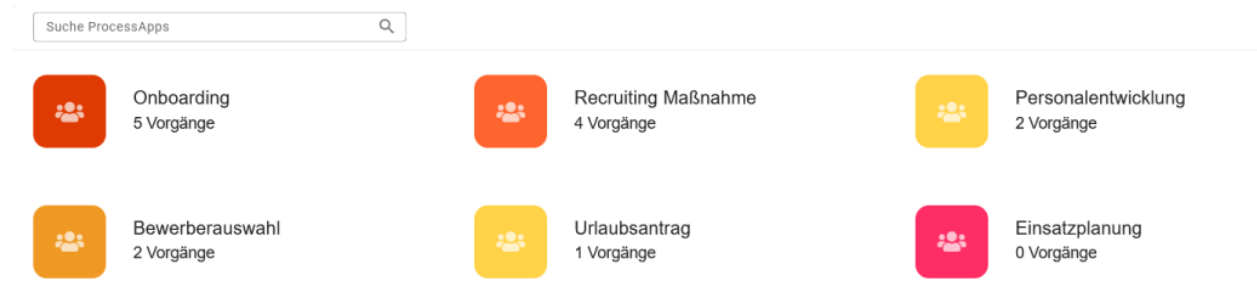 Suche ProcessApps
Onboarding
5 Vorgänge
Recruiting Maßnahme
4 Vorgänge
Personalentwicklung
2 Vorgänge
Bewerberauswahl
2 Vorgänge
Urlaubsantrag
1 Vorgänge
Einsatzplanung
0 Vorgänge